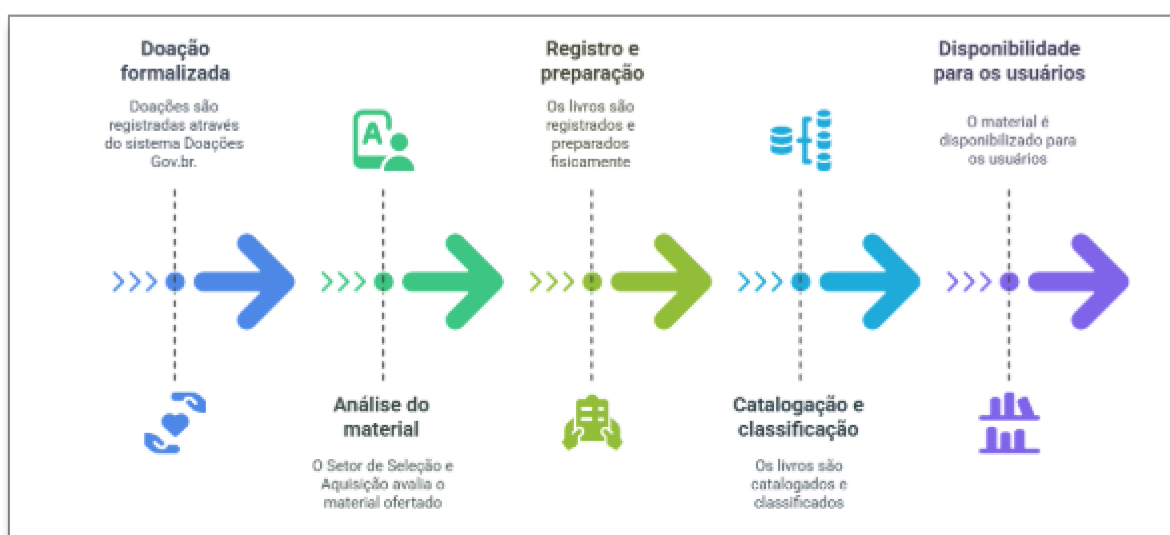 Doação
formalizada
Doações são
registradas através
do sistema Doações
Gov.br.
A
Análise do
material
O Setor de Seleção e
Aquisição avalia o
material ofertado
Registro e
preparação
Os livros são
registrados e
preparados
fisicamente
Catalogação e
classificação
Os livros são
catalogados e
classificados
Disponibilidade
para os usuários
O material é
disponibilizado para
os usuários